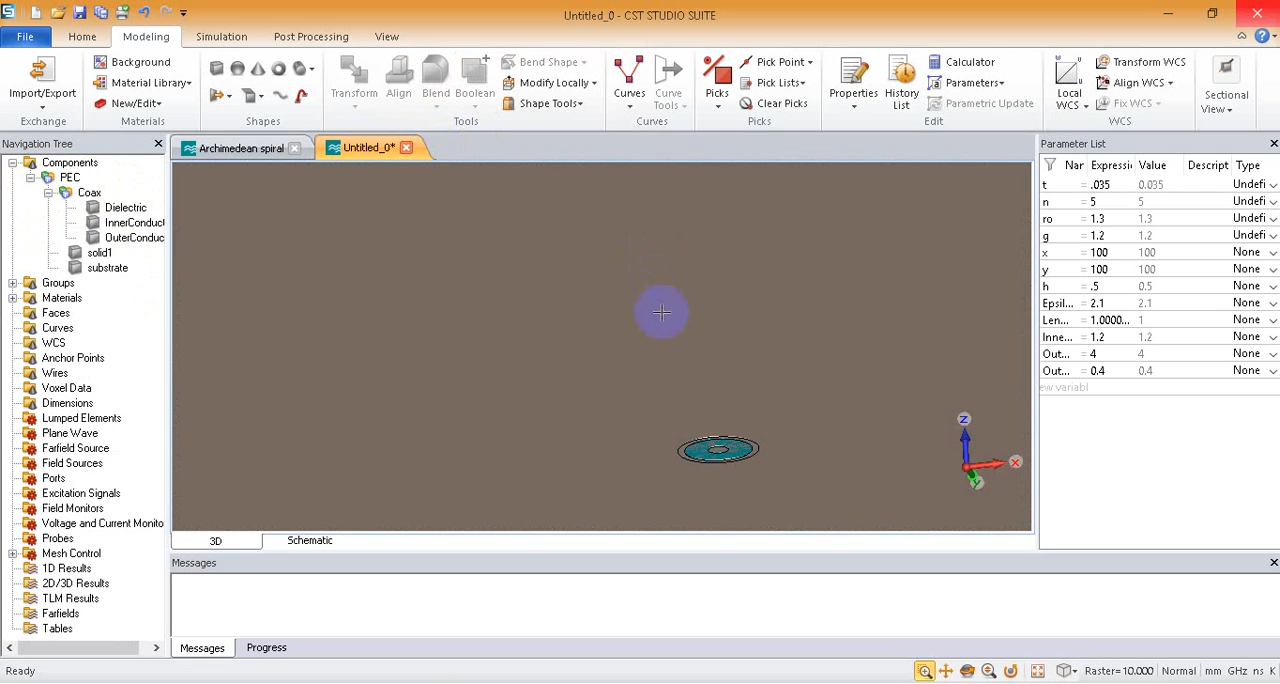 Untitled_0 - CST STUDIO SUITE
File Home Modeling Simulation Post Processing View
Import/Export
Exchange
Background
Material Library
New/Edit
Materials
Shapes
Transform Align Blend Boolean
Bend Shape
Modify Locally
Shape Tools
Tools
Curves Curve Tools
Curves
Picks
Pick Point
Pick Lists
Clear Picks
Picks
Properties History List
Calculator
Parameters
Parametric Update
Edit
Local WCS
Transform WCS
Align WCS
Fix WCS
WCS
Sectional View
Navigation Tree
Components
PEC
Coax
Dielectric
InnerConduct
OuterConduc
solid1
substrate
Groups
Materials
Faces
Curves
WCS
Anchor Points
Wires
Voxel Data
Dimensions
Lumped Elements
Plane Wave
Farfield Source
Field Sources
Ports
Excitation Signals
Field Monitors
Voltage and Current Monito
Probes
Mesh Control
1D Results
2D/3D Results
TLM Results
Farfields
Tables
Archimedean spiral Untitled_0*
Z
X
Y
3D Schematic
Messages
Messages Progress
Parameter List
Nar Expressi Value Descript Type
t = .035 0.035 Undefi
n = 5 5 Undefi
ro = 1.3 1.3 Undefi
g = 1.2 1.2 Undefi
x = 100 100 None
y = 100 100 None
h = .5 0.5 None
Epsil... = 2.1 2.1 None
Len... = 1.0000... 1 None
Inne... = 1.2 1.2 None
Out... = 4 4 None
Out... = 0.4 0.4 None
ew variabl
Ready
Raster=10.000 Normal mm GHz ns K